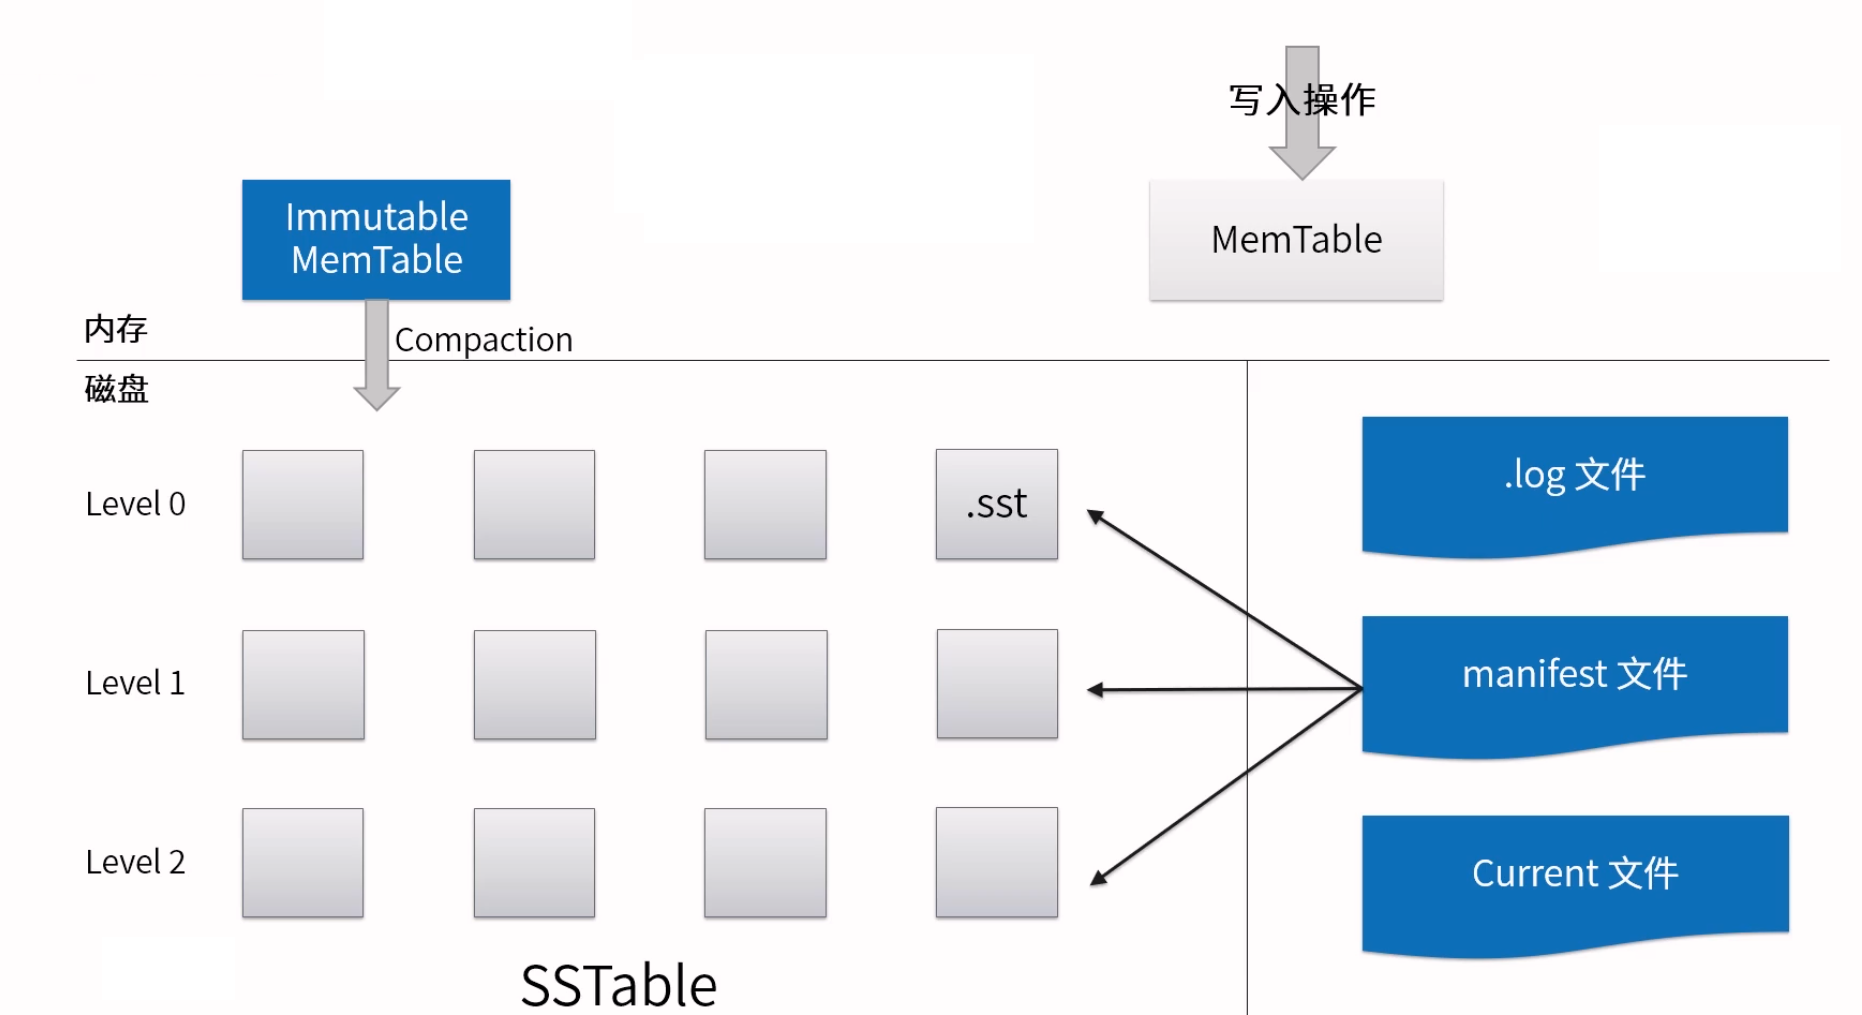 写入操作
Immutable
MemTable
MemTable
内存
Compaction
磁盘
.log 文件
Level 0
.sst
manifest 文件
Level 1
Current 文件
Level 2
SSTable